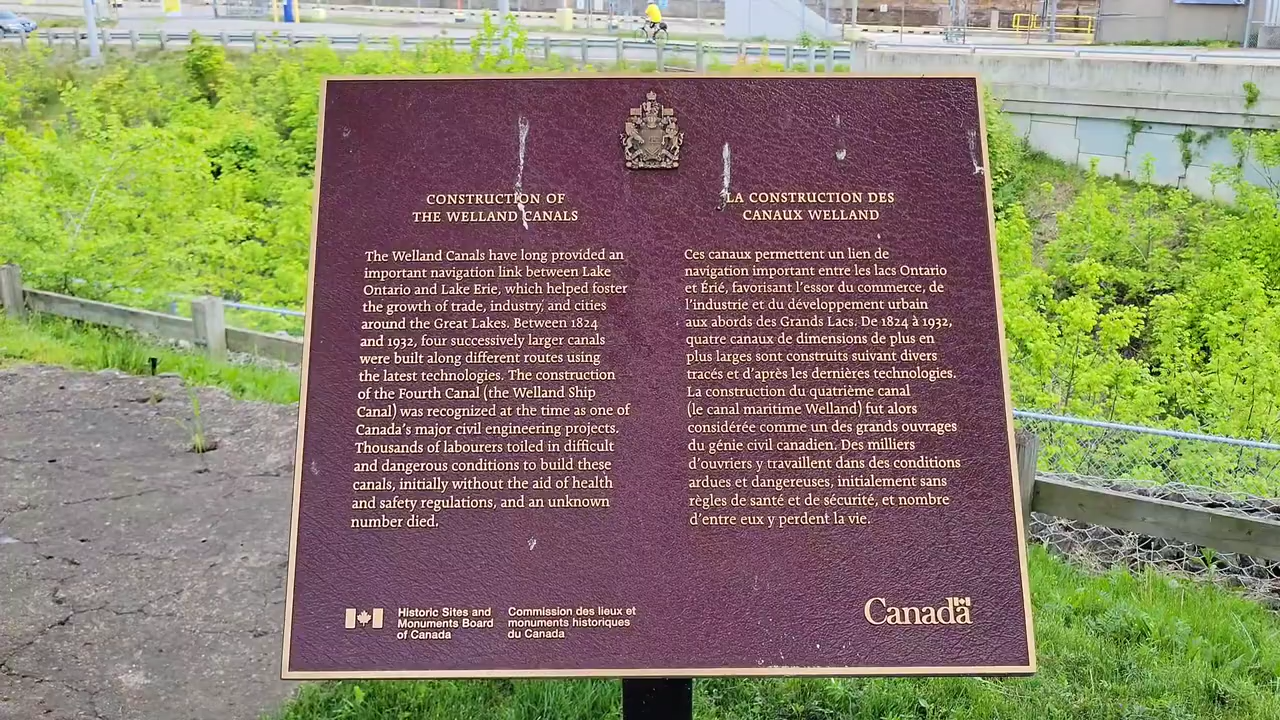 CONSTRUCTION OF
THE WELLAND CANALS
The Welland Canals have long provided an
important navigation link between Lake
Ontario and Lake Erie, which helped foster
the growth of trade, industry, and cities
around the Great Lakes. Between 1824
and 1932, four successively larger canals
were built along different routes using
the latest technologies. The construction
of the Fourth Canal (the Welland Ship
Canal) was recognized at the time as one of
Canada's major civil engineering projects.
Thousands of labourers toiled in difficult
and dangerous conditions to build these
canals, initially without the aid of health
and safety regulations, and an unknown
number died.
LA CONSTRUCTION DES
CANAUX WELLAND
Ces canaux permettent un lien de
navigation important entre les lacs Ontario
et Érié, favorisant l'essor du commerce, de
l'industrie et du développement urbain
aux abords des Grands Lacs. De 1824 à 1932,
quatre canaux de dimensions de plus en
plus larges sont construits suivant divers
tracés et d'après les dernières technologies.
La construction du quatrième canal
(le canal maritime Welland) fut alors
considérée comme un des grands ouvrages
du génie civil canadien. Des milliers
d'ouvriers y travaillent dans des conditions
ardues et dangereuses, initialement sans
règles de santé et de sécurité, et nombre
d'entre eux y perdent la vie.
Historic Sites and
Monuments Board
of Canada
Commission des lieux et
monuments historiques
du Canada
Canada